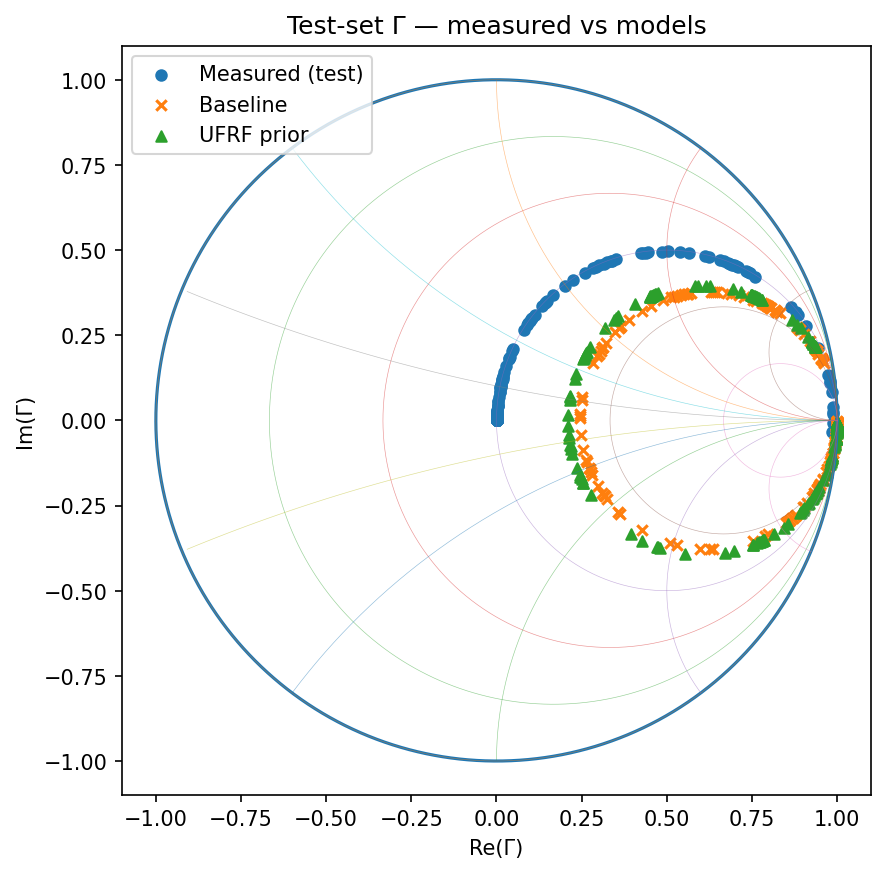 Test-set Γ — measured vs models
Measured (test)
Baseline
UFRF prior
1.00
0.75
0.50
0.25
0.00
−0.25
−0.50
−0.75
−1.00
Im(Γ)
−1.00 −0.75 −0.50 −0.25 0.00 0.25 0.50 0.75 1.00
Re(Γ)